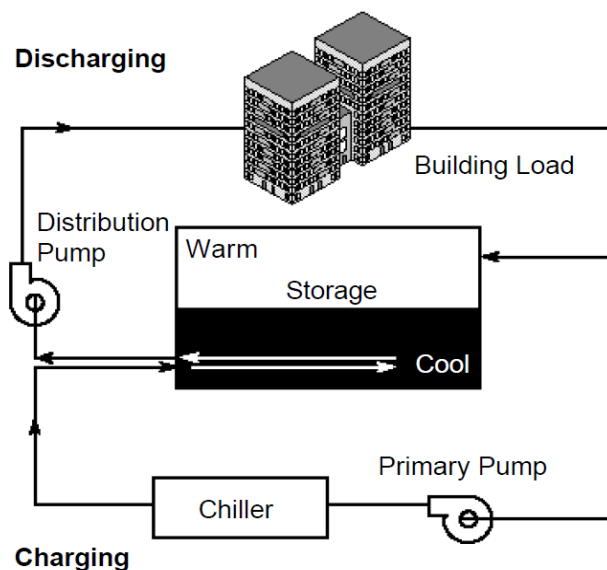 Discharging
Building Load
Distribution
Pump
Warm
Storage
Cool
Primary Pump
Chiller
Charging